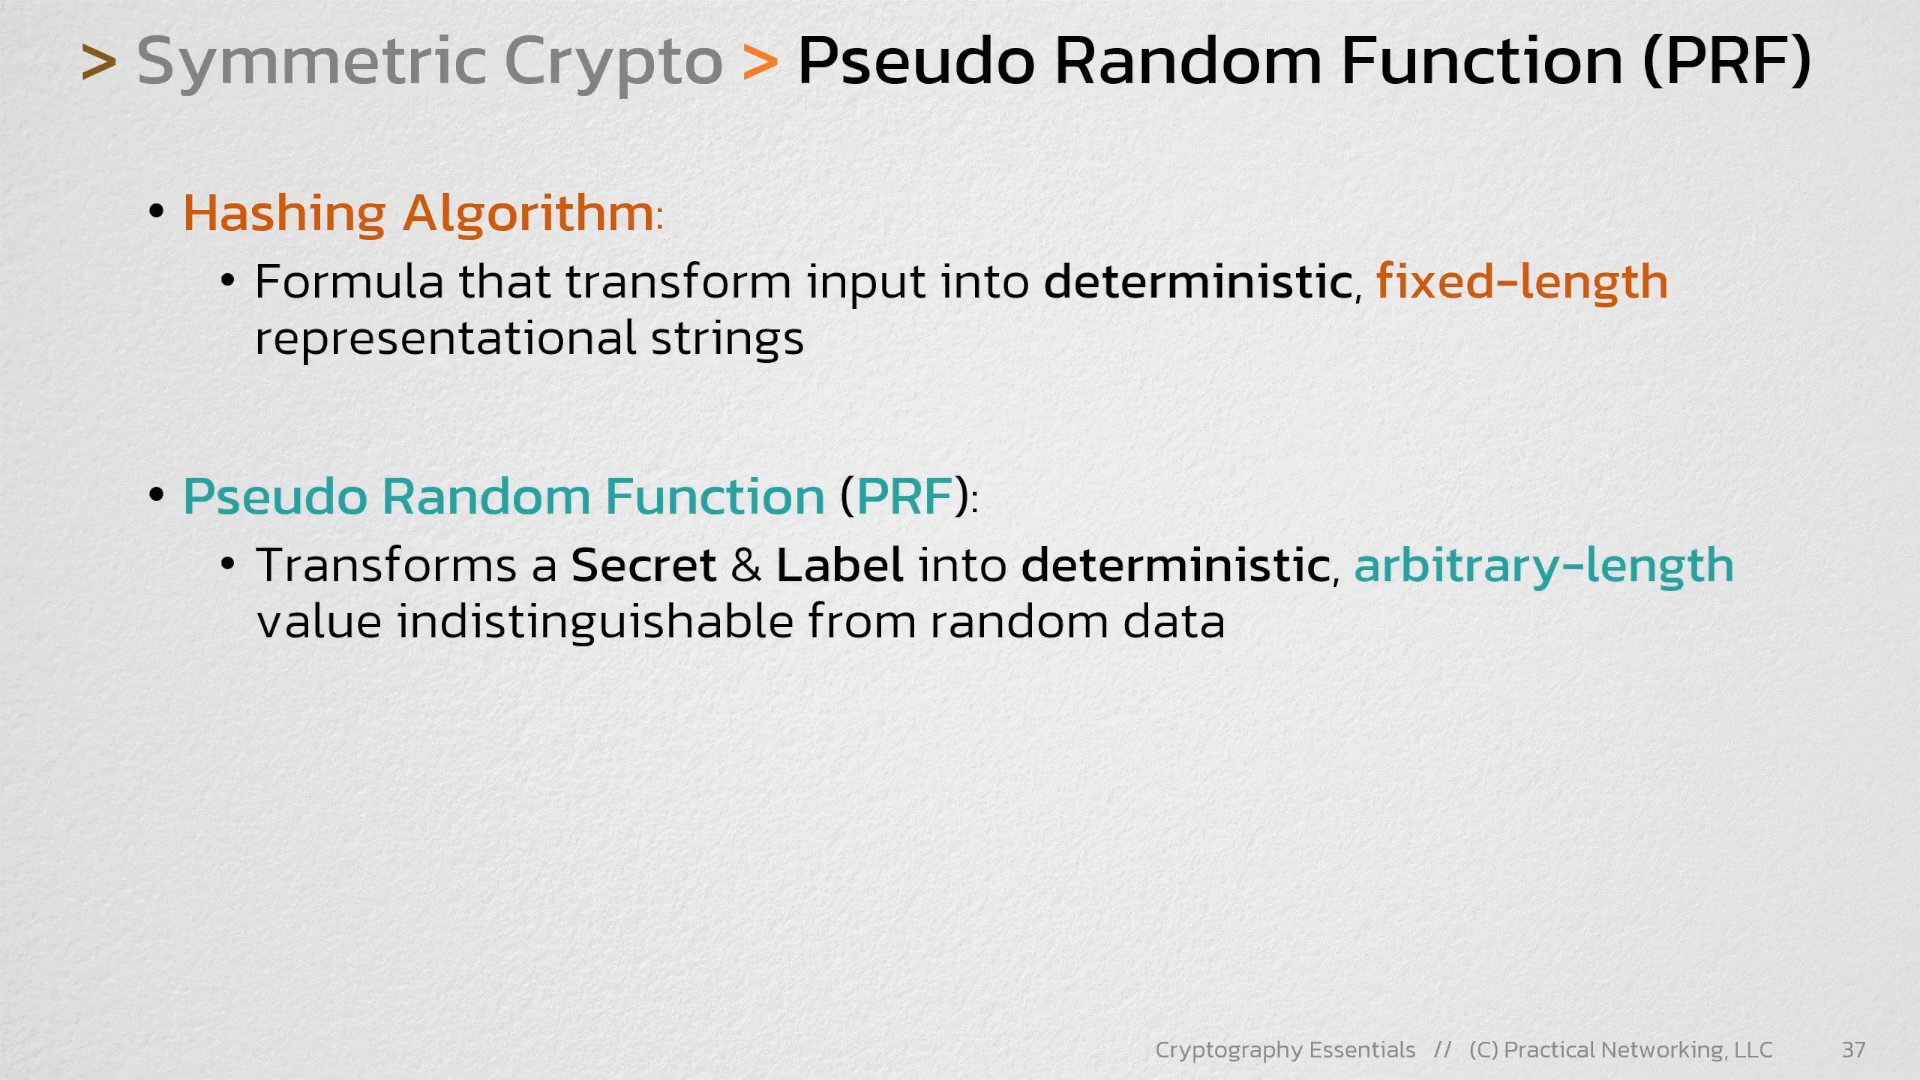 > Symmetric Crypto > Pseudo Random Function (PRF)
• Hashing Algorithm:
• Formula that transform input into deterministic, fixed-length
representational strings
• Pseudo Random Function (PRF):
• Transforms a Secret & Label into deterministic, arbitrary-length
value indistinguishable from random data
Cryptography Essentials // (C) Practical Networking, LLC 37